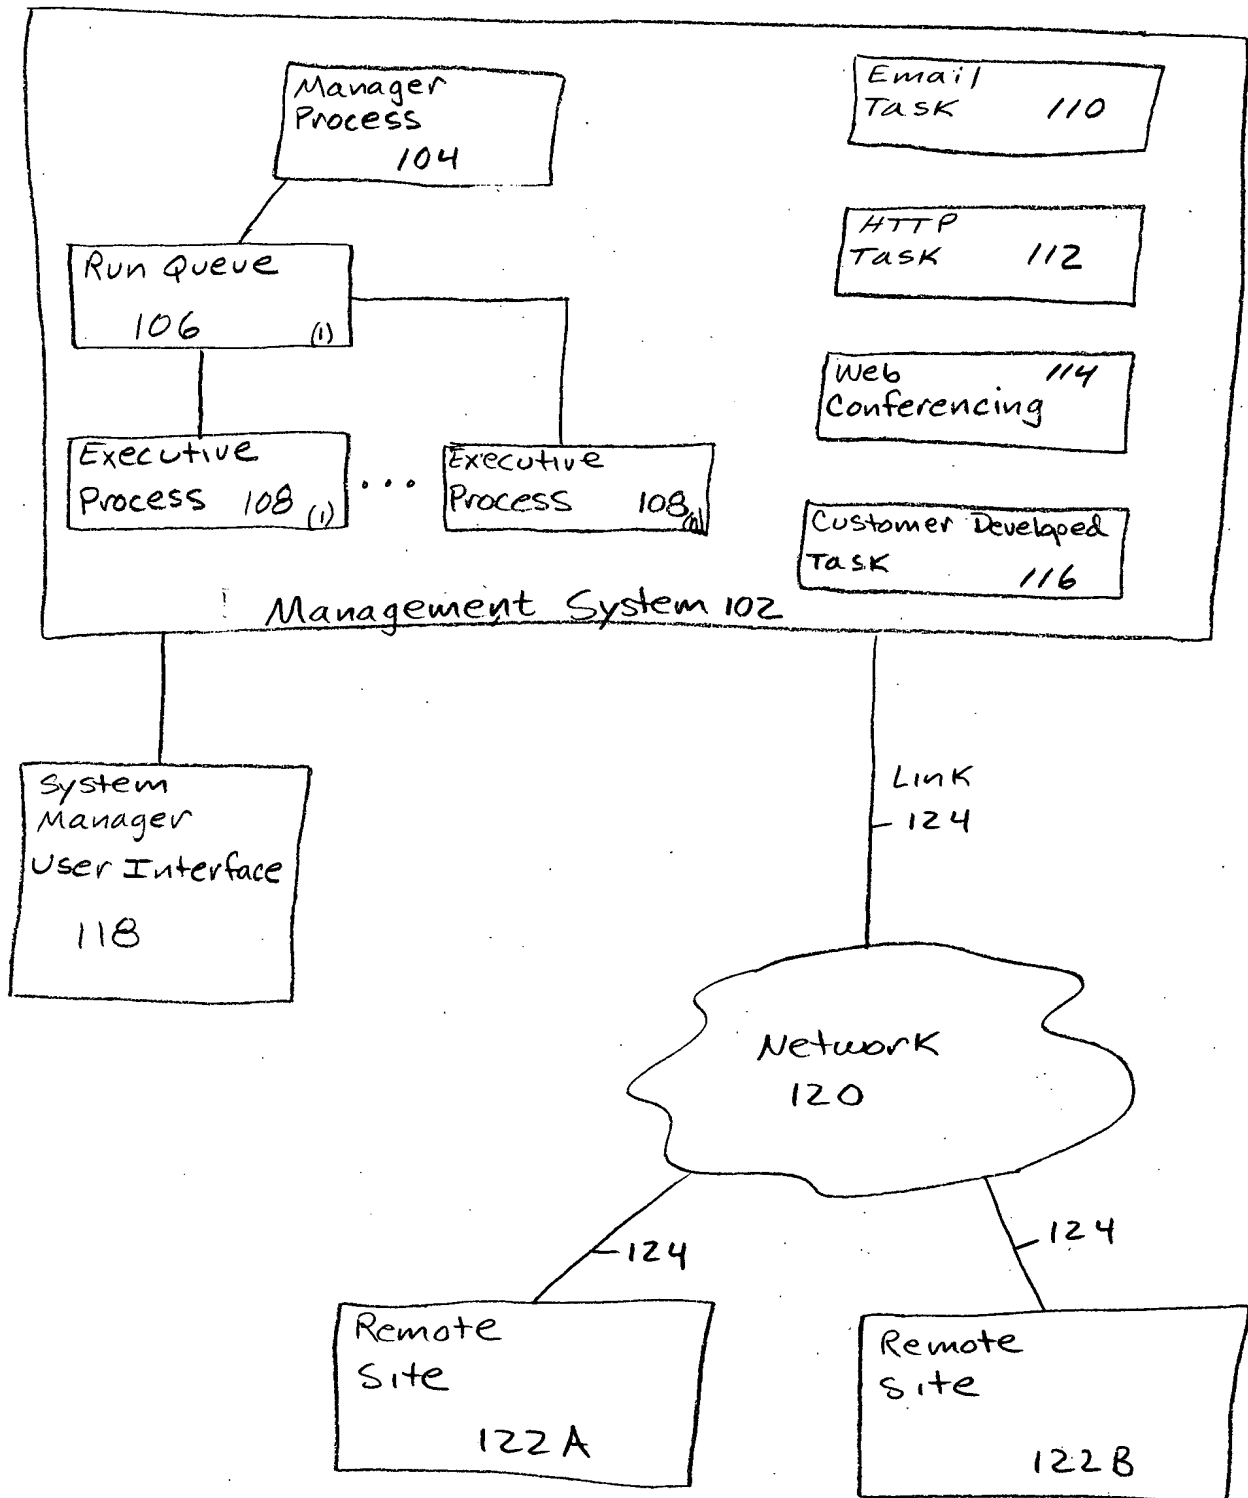 Manager
Process
104
Run Queue
106 (1)
Executive
Process 108 (1)
...
Executive
Process 108
Email
Task 110
HTTP
Task 112
Web 114
Conferencing
Customer Developed
Task 116
Management System 102
System
Manager
User Interface
118
Link
124
Network
120
124
124
Remote
Site
122A
Remote
Site
122B